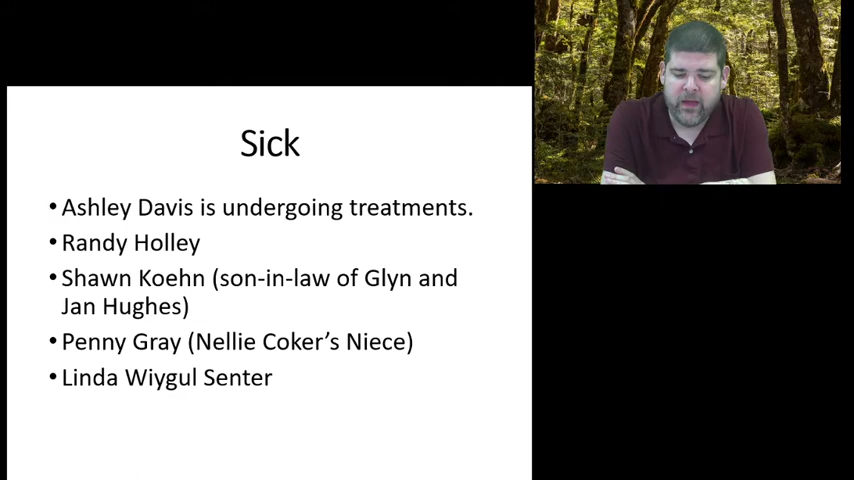 Sick
• Ashley Davis is undergoing treatments.
• Randy Holley
• Shawn Koehn (son-in-law of Glyn and
Jan Hughes)
• Penny Gray (Nellie Coker’s Niece)
• Linda Wiygul Senter